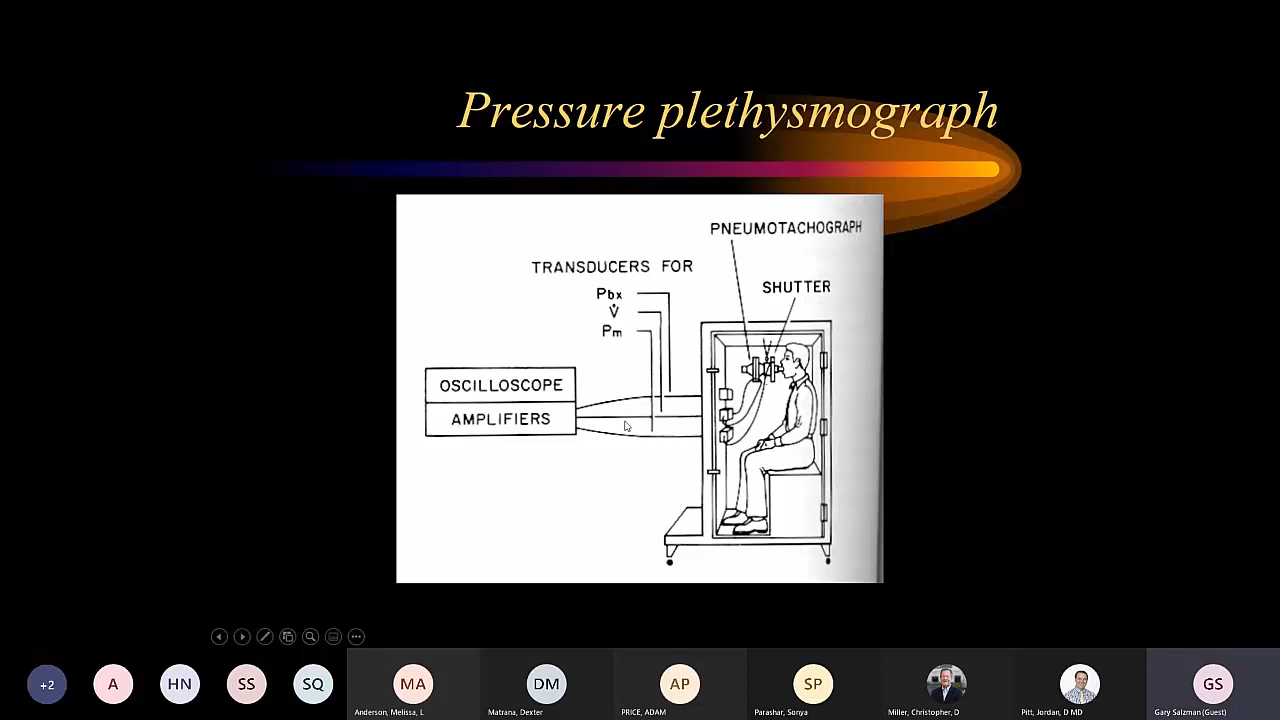 Pressure plethysmograph
PNEUMOTACHOGRAPH
TRANSDUCERS FOR
SHUTTER
Pbx
V̇
Pm
OSCILLOSCOPE
AMPLIFIERS
+2
A
HN
SS
SQ
MA
DM
AP
SP
GS
Anderson, Melissa, L
Matrana, Dexter
PRICE, ADAM
Parashar, Sonya
Miller, Christopher, D
Pitt, Jordan, D MD
Gary Salzman (Guest)